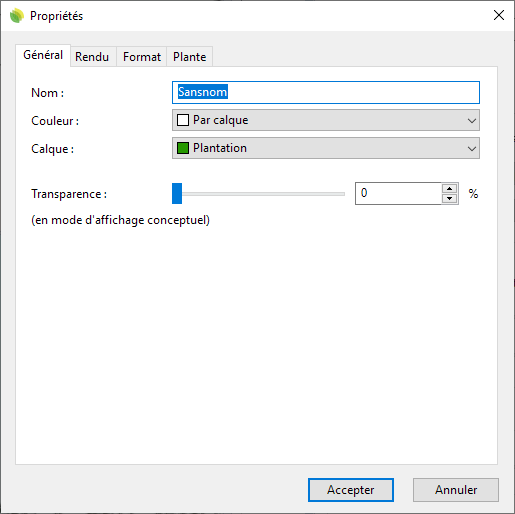 Propriétés
Général Rendu Format Plante
Nom : Sansnom
Couleur : Par calque
Calque : Plantation
Transparence : 0 %
(en mode d'affichage conceptuel)
Accepter Annuler